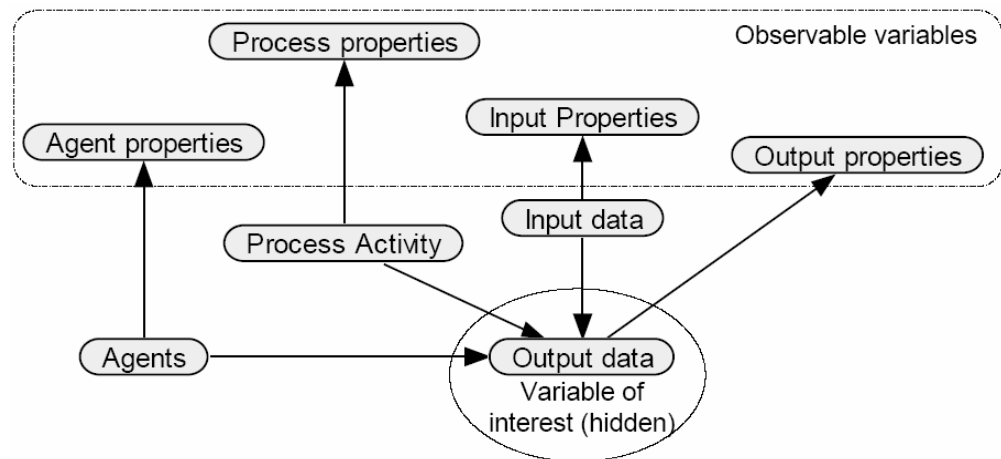 Process properties
Observable variables
Input Properties
Agent properties
Output properties
Input data
Process Activity
Agents
Output data
Variable of
interest (hidden)